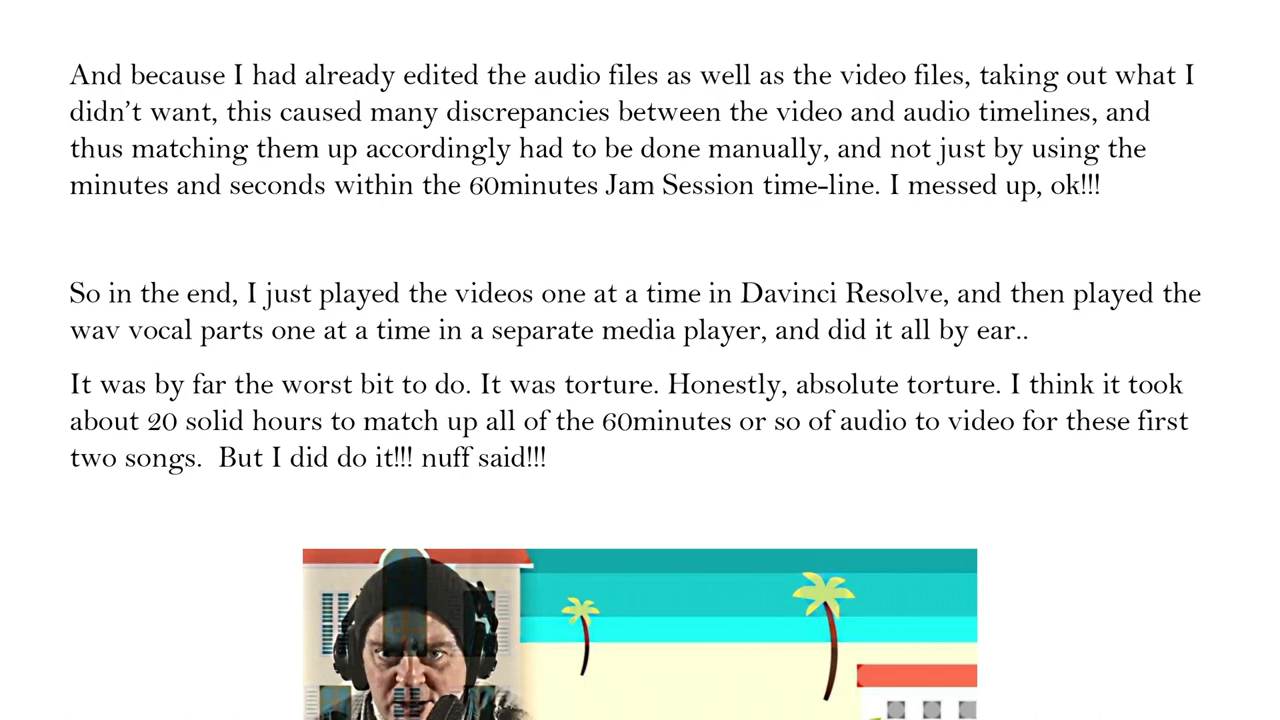 And because I had already edited the audio files as well as the video files, taking out what I
didn’t want, this caused many discrepancies between the video and audio timelines, and
thus matching them up accordingly had to be done manually, and not just by using the
minutes and seconds within the 60minutes Jam Session time-line. I messed up, ok!!!
So in the end, I just played the videos one at a time in Davinci Resolve, and then played the
wav vocal parts one at a time in a separate media player, and did it all by ear..
It was by far the worst bit to do. It was torture. Honestly, absolute torture. I think it took
about 20 solid hours to match up all of the 60minutes or so of audio to video for these first
two songs.  But I did do it!!! nuff said!!!